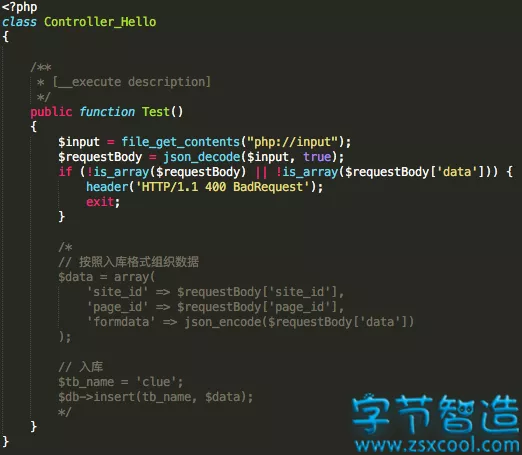 <?php
class Controller_Hello
{
/**
* [__execute description]
*/
public function Test()
{
$input = file_get_contents("php://input");
$requestBody = json_decode($input, true);
if (!is_array($requestBody) || !is_array($requestBody['data'])) {
header('HTTP/1.1 400 BadRequest');
exit;
}
/*
// 按照入库格式组织数据
$data = array(
'site_id' => $requestBody['site_id'],
'page_id' => $requestBody['page_id'],
'formdata' => json_encode($requestBody['data'])
);
// 入库
$tb_name = 'clue';
$db->insert(tb_name, $data);
*/
}
}
字节智造
www.zsxcool.com